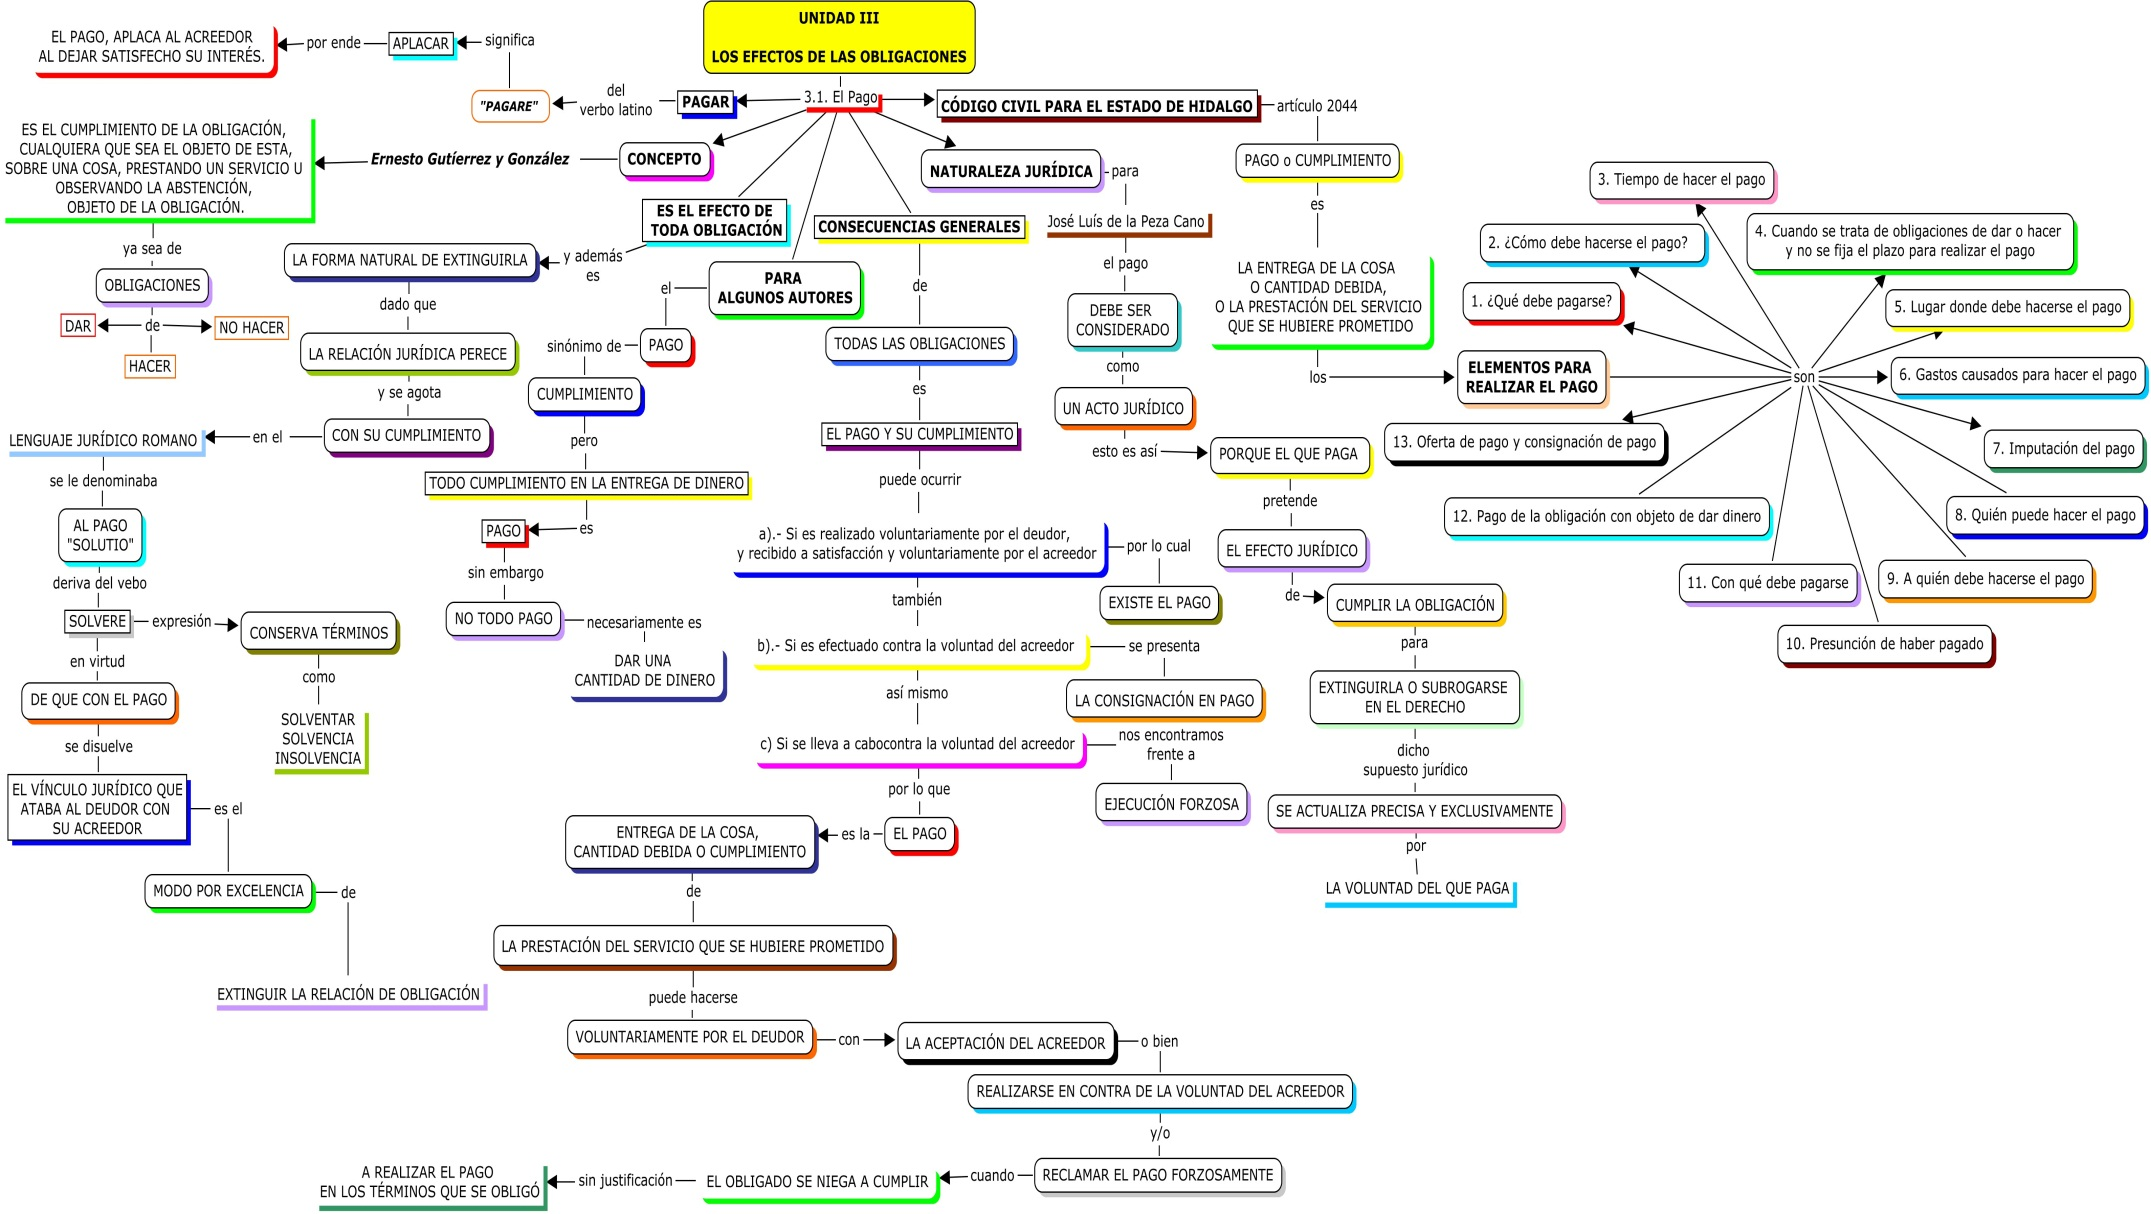 UNIDAD III
LOS EFECTOS DE LAS OBLIGACIONES
3.1. El Pago
PAGAR
del
verbo latino
"PAGARE"
significa
APLACAR
por ende
EL PAGO, APLACA AL ACREEDOR
AL DEJAR SATISFECHO SU INTERÉS.
CONCEPTO
Ernesto Gutíerrez y González
ES EL CUMPLIMIENTO DE LA OBLIGACIÓN,
CUALQUIERA QUE SEA EL OBJETO DE ESTA,
SOBRE UNA COSA, PRESTANDO UN SERVICIO U
OBSERVANDO LA ABSTENCIÓN,
OBJETO DE LA OBLIGACIÓN.
ya sea de
OBLIGACIONES
de
DAR
NO HACER
HACER
ES EL EFECTO DE
TODA OBLIGACIÓN
y además
es
LA FORMA NATURAL DE EXTINGUIRLA
dado que
LA RELACIÓN JURÍDICA PERECE
y se agota
CON SU CUMPLIMIENTO
en el
LENGUAJE JURÍDICO ROMANO
se le denominaba
AL PAGO
"SOLUTIO"
deriva del vebo
SOLVERE
expresión
CONSERVA TÉRMINOS
como
SOLVENTAR
SOLVENCIA
INSOLVENCIA
en virtud
DE QUE CON EL PAGO
se disuelve
EL VÍNCULO JURÍDICO QUE
ATABA AL DEUDOR CON
SU ACREEDOR
es el
MODO POR EXCELENCIA
de
EXTINGUIR LA RELACIÓN DE OBLIGACIÓN
PARA
ALGUNOS AUTORES
el
PAGO
sinónimo de
CUMPLIMIENTO
pero
TODO CUMPLIMIENTO EN LA ENTREGA DE DINERO
es
PAGO
sin embargo
NO TODO PAGO
necesariamente es
DAR UNA
CANTIDAD DE DINERO
CONSECUENCIAS GENERALES
de
TODAS LAS OBLIGACIONES
es
EL PAGO Y SU CUMPLIMIENTO
puede ocurrir
a).- Si es realizado voluntariamente por el deudor,
y recibido a satisfacción y voluntariamente por el acreedor
por lo cual
EXISTE EL PAGO
también
b).- Si es efectuado contra la voluntad del acreedor
se presenta
LA CONSIGNACIÓN EN PAGO
así mismo
c) Si se lleva a cabocontra la voluntad del acreedor
nos encontramos
frente a
EJECUCIÓN FORZOSA
por lo que
EL PAGO
es la
ENTREGA DE LA COSA,
CANTIDAD DEBIDA O CUMPLIMIENTO
de
LA PRESTACIÓN DEL SERVICIO QUE SE HUBIERE PROMETIDO
puede hacerse
VOLUNTARIAMENTE POR EL DEUDOR
con
LA ACEPTACIÓN DEL ACREEDOR
o bien
REALIZARSE EN CONTRA DE LA VOLUNTAD DEL ACREEDOR
y/o
RECLAMAR EL PAGO FORZOSAMENTE
cuando
EL OBLIGADO SE NIEGA A CUMPLIR
sin justificación
A REALIZAR EL PAGO
EN LOS TÉRMINOS QUE SE OBLIGÓ
NATURALEZA JURÍDICA
para
José Luís de la Peza Cano
el pago
DEBE SER
CONSIDERADO
como
UN ACTO JURÍDICO
esto es así
PORQUE EL QUE PAGA
pretende
EL EFECTO JURÍDICO
de
CUMPLIR LA OBLIGACIÓN
para
EXTINGUIRLA O SUBROGARSE
EN EL DERECHO
dicho
supuesto jurídico
SE ACTUALIZA PRECISA Y EXCLUSIVAMENTE
por
LA VOLUNTAD DEL QUE PAGA
CÓDIGO CIVIL PARA EL ESTADO DE HIDALGO
artículo 2044
PAGO o CUMPLIMIENTO
es
LA ENTREGA DE LA COSA
O CANTIDAD DEBIDA,
O LA PRESTACIÓN DEL SERVICIO
QUE SE HUBIERE PROMETIDO
los
ELEMENTOS PARA
REALIZAR EL PAGO
son
1. ¿Qué debe pagarse?
2. ¿Cómo debe hacerse el pago?
3. Tiempo de hacer el pago
4. Cuando se trata de obligaciones de dar o hacer
y no se fija el plazo para realizar el pago
5. Lugar donde debe hacerse el pago
6. Gastos causados para hacer el pago
7. Imputación del pago
8. Quién puede hacer el pago
9. A quién debe hacerse el pago
10. Presunción de haber pagado
11. Con qué debe pagarse
12. Pago de la obligación con objeto de dar dinero
13. Oferta de pago y consignación de pago